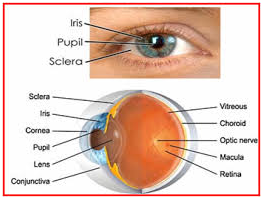 Iris
Pupil
Sclera
Sclera
Iris
Cornea
Pupil
Lens
Conjunctiva
Vitreous
Choroid
Optic nerve
Macula
Retina